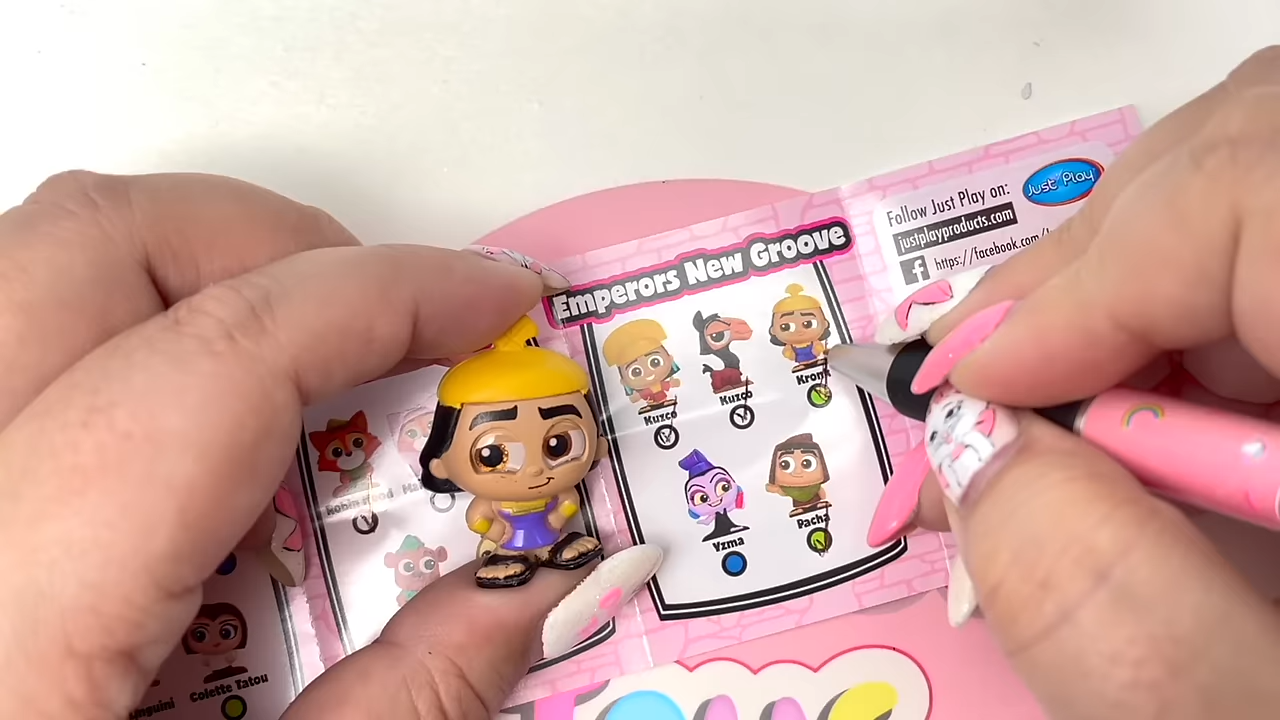 Emperors New Groove
Kuzco
Kuzco
Kronk
Yzma
Pacha
Follow Just Play on:
justplayproducts.com
f https://facebook.com/
Just Play
Robin Hood
Colette Tatou